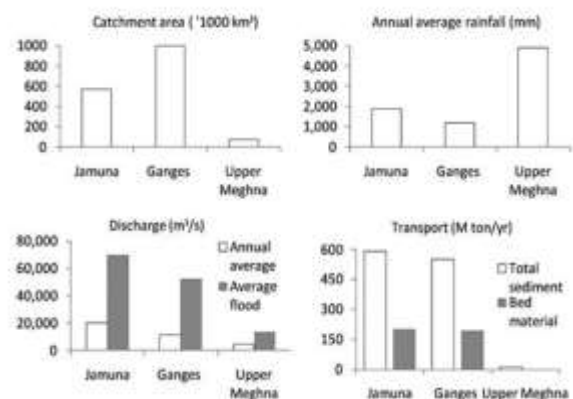 Catchment area ( '1000 km²)
1000
800
600
400
200
0
Jamuna
Ganges
Upper
Meghna
Annual average rainfall (mm)
5,000
4,000
3,000
2,000
1,000
0
Jamuna
Ganges
Upper
Meghna
Discharge (m³/s)
80,000
60,000
40,000
20,000
0
Annual
average
Average
flood
Jamuna
Ganges
Upper
Meghna
Transport (M ton/yr)
600
450
300
150
0
Total
sediment
Bed
material
Jamuna
Ganges
Upper Meghna